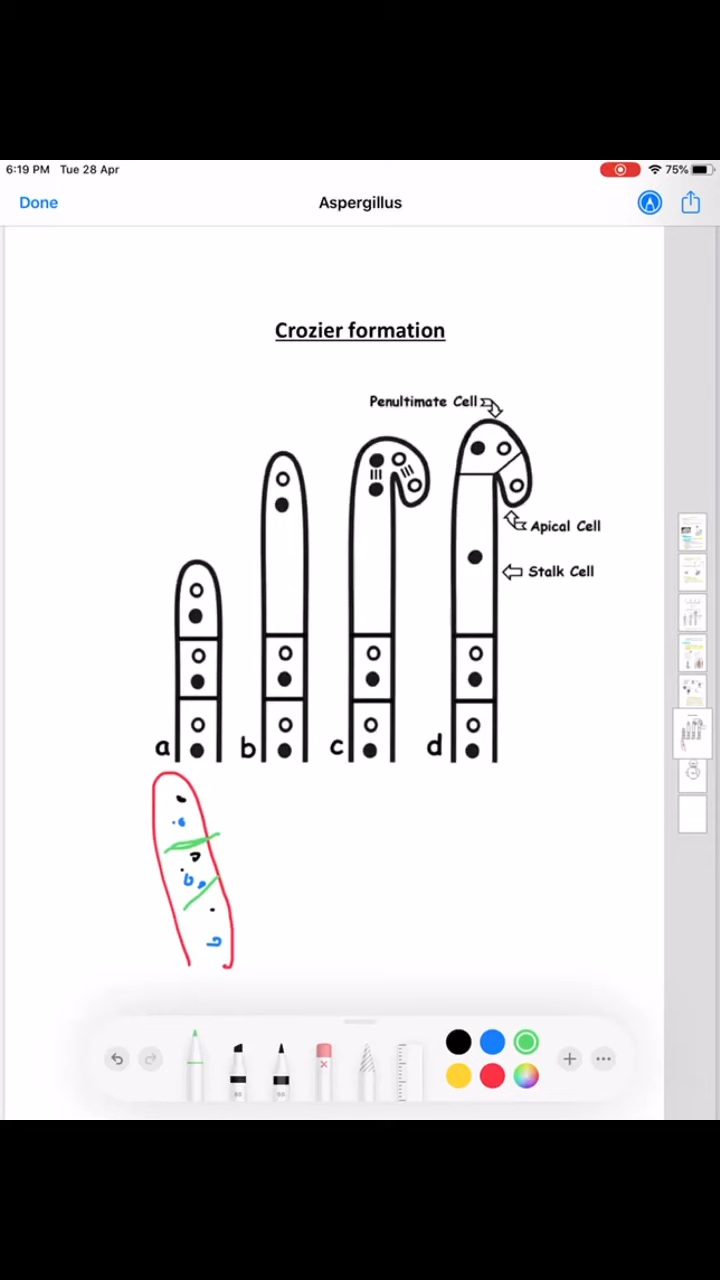 6:19 PM Tue 28 Apr
75%
Done
Aspergillus
Crozier formation
Penultimate Cell
Apical Cell
Stalk Cell
a
b
c
d